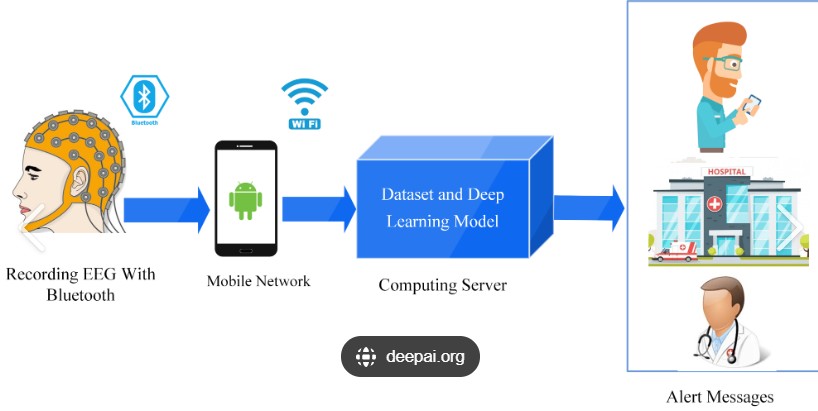 Bluetooth
Wi Fi
HOSPITAL
Dataset and Deep
Learning Model
Recording EEG With
Bluetooth
Mobile Network
Computing Server
deepai.org
Alert Messages